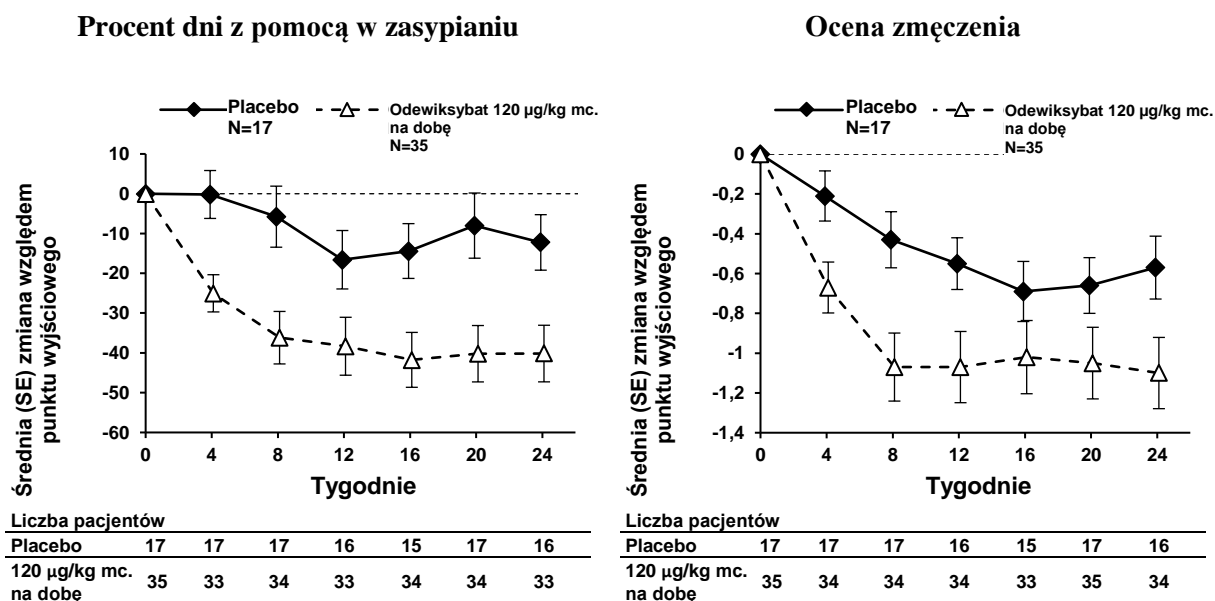 Procent dni z pomocą w zasypianiu
Placebo
N=17
Odewiksybat 120 µg/kg mc.
na dobę
N=35
Średnia (SE) zmiana względem
punktu wyjściowego
10
0
-10
-20
-30
-40
-50
-60
0 4 8 12 16 20 24
Tygodnie
Liczba pacjentów
Placebo 17 17 17 16 15 17 16
120 µg/kg mc.
na dobę 35 33 34 33 34 34 33
Ocena zmęczenia
Placebo
N=17
Odewiksybat 120 µg/kg mc.
na dobę
N=35
Średnia (SE) zmiana względem
punktu wyjściowego
0
-0,2
-0,4
-0,6
-0,8
-1
-1,2
-1,4
0 4 8 12 16 20 24
Tygodnie
Liczba pacjentów
Placebo 17 17 17 16 15 17 16
120 µg/kg mc.
na dobę 35 34 34 34 33 35 34